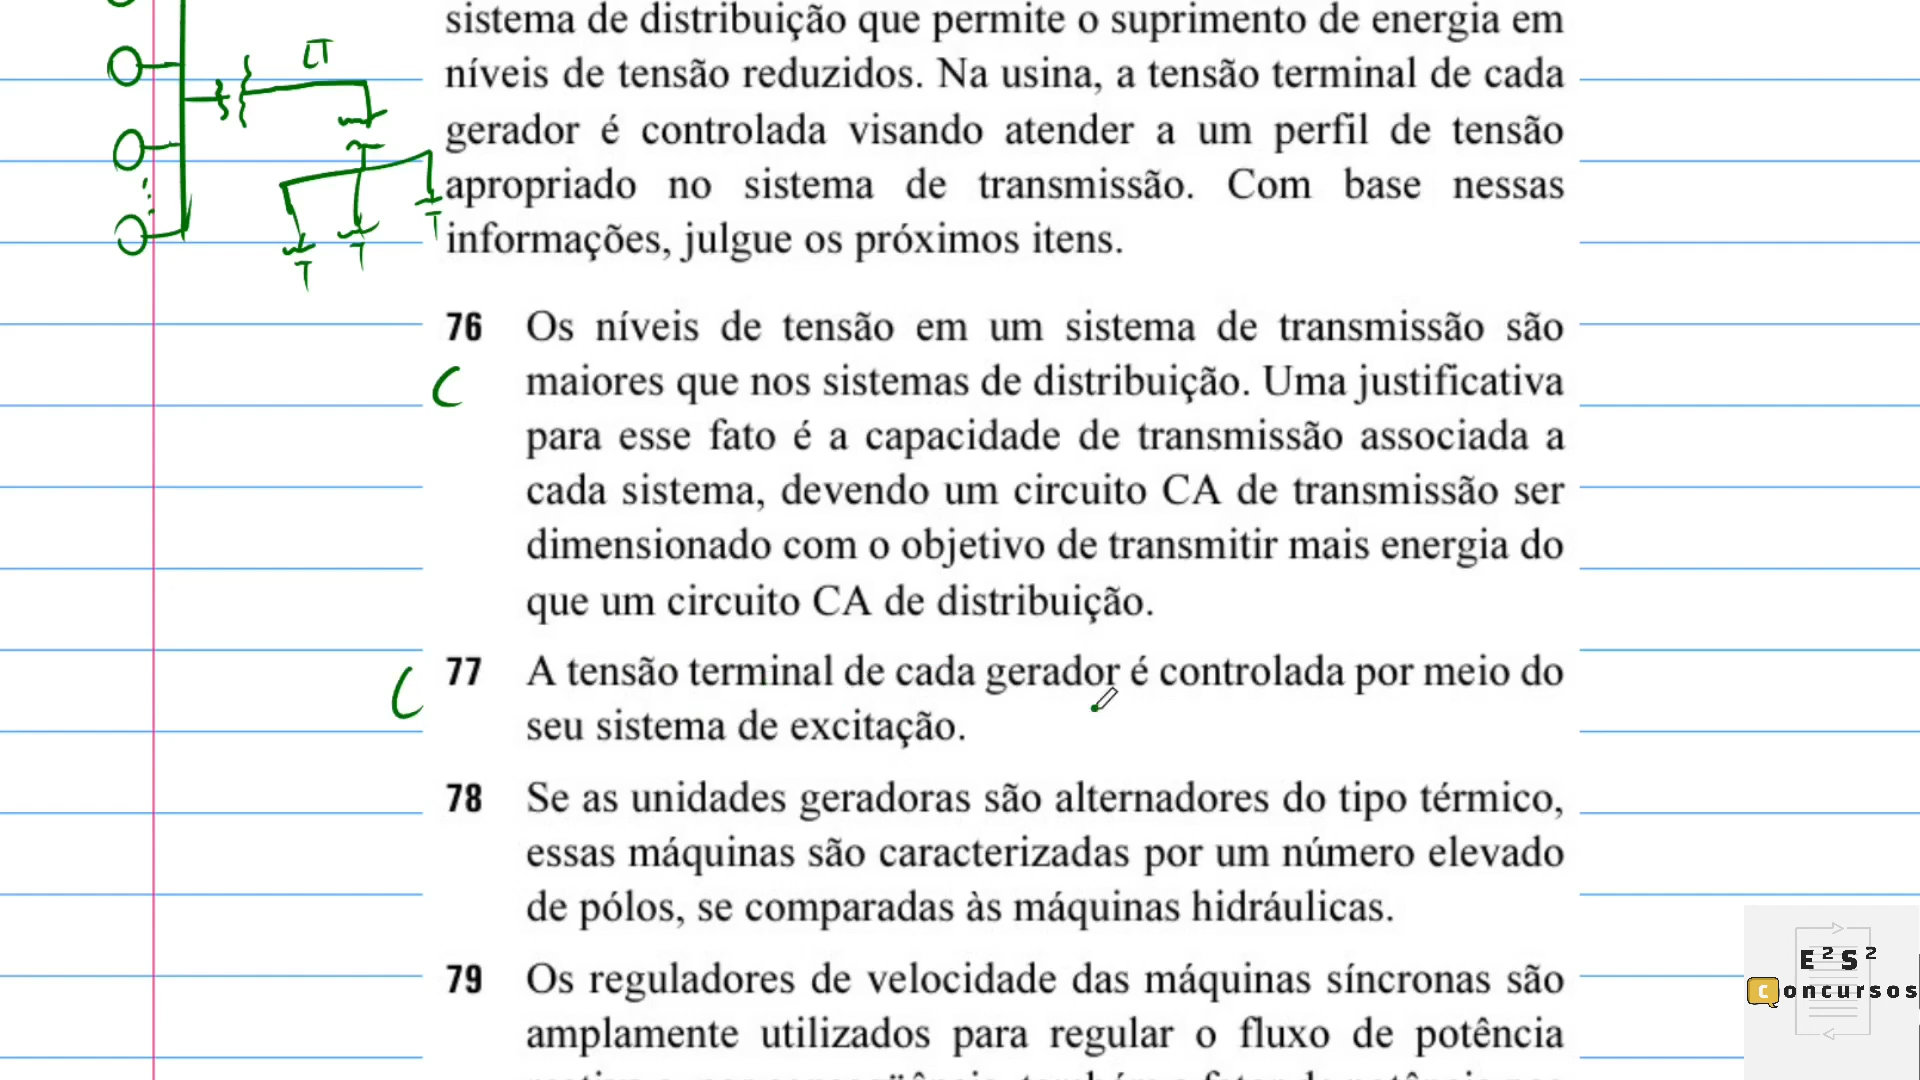 sistema de distribuição que permite o suprimento de energia em
níveis de tensão reduzidos. Na usina, a tensão terminal de cada
gerador é controlada visando atender a um perfil de tensão
apropriado no sistema de transmissão. Com base nessas
informações, julgue os próximos itens.
LT
T
T
T
76 Os níveis de tensão em um sistema de transmissão são
C maiores que nos sistemas de distribuição. Uma justificativa
para esse fato é a capacidade de transmissão associada a
cada sistema, devendo um circuito CA de transmissão ser
dimensionado com o objetivo de transmitir mais energia do
que um circuito CA de distribuição.
C 77 A tensão terminal de cada gerador é controlada por meio do
seu sistema de excitação.
78 Se as unidades geradoras são alternadores do tipo térmico,
essas máquinas são caracterizadas por um número elevado
de pólos, se comparadas às máquinas hidráulicas.
79 Os reguladores de velocidade das máquinas síncronas são
amplamente utilizados para regular o fluxo de potência
E²S²
Concursos